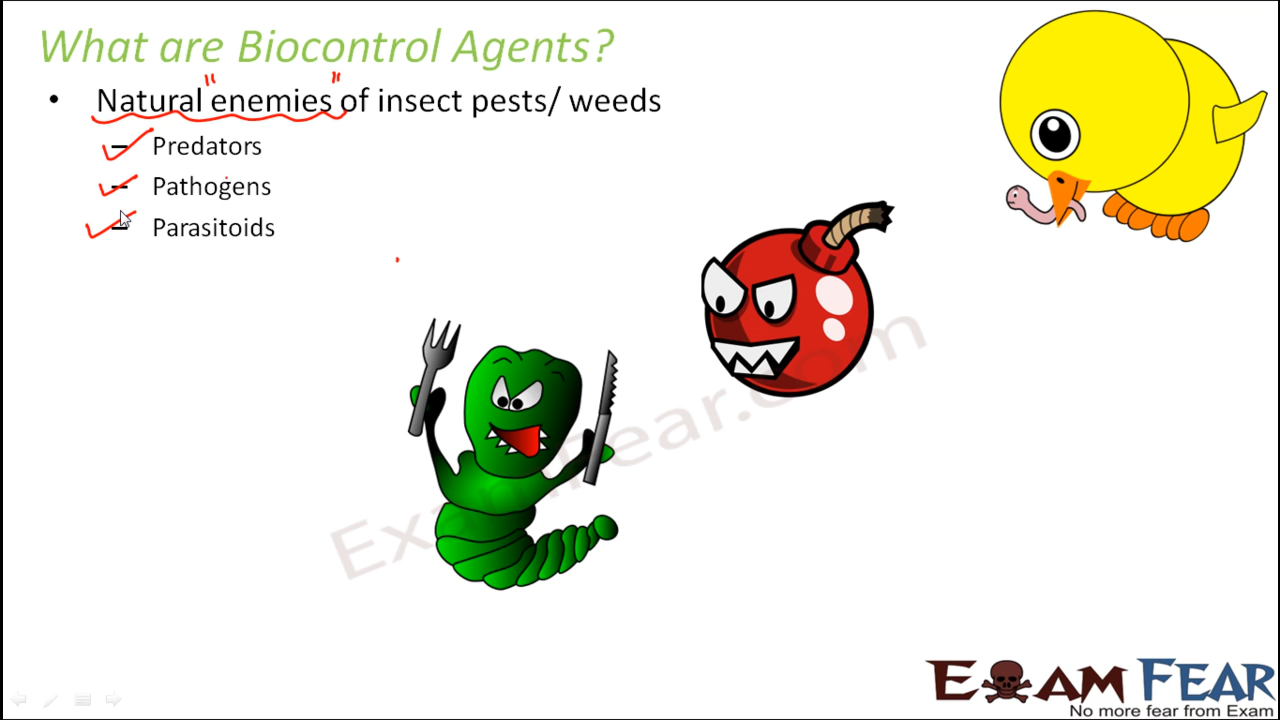 What are Biocontrol Agents?
• Natural "enemies" of insect pests/ weeds
– Predators
– Pathogens
– Parasitoids
Examfear.com
EXAM FEAR
No more fear from Exam